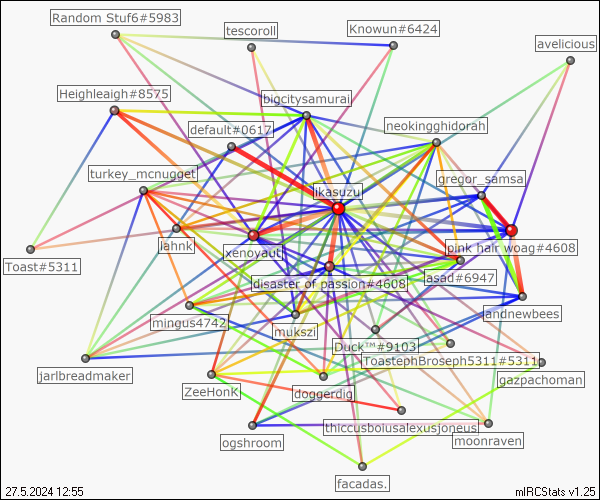 Random Stuf6#5983
tescoroll
Knowun#6424
avelicious
Heighleaigh#8575
bigcitysamurai
default#0617
neokingghidorah
turkey_mcnugget
gregor_samsa
likasuzu
jahnk
xenoyaut
pink hair woag#4608
Toast#5311
disaster of passion#4608
asad#6947
andnewbees
mingus4742
mukszi
Duck™#9103
ToastephBroseph5311#5311
jarlbreadmaker
gazpachoman
ZeeHonK
doggerdig
thiccusboiusalexusjoneus
ogshroom
moonraven
facadas.
27.5.2024 12:55
mIRCStats v1.25